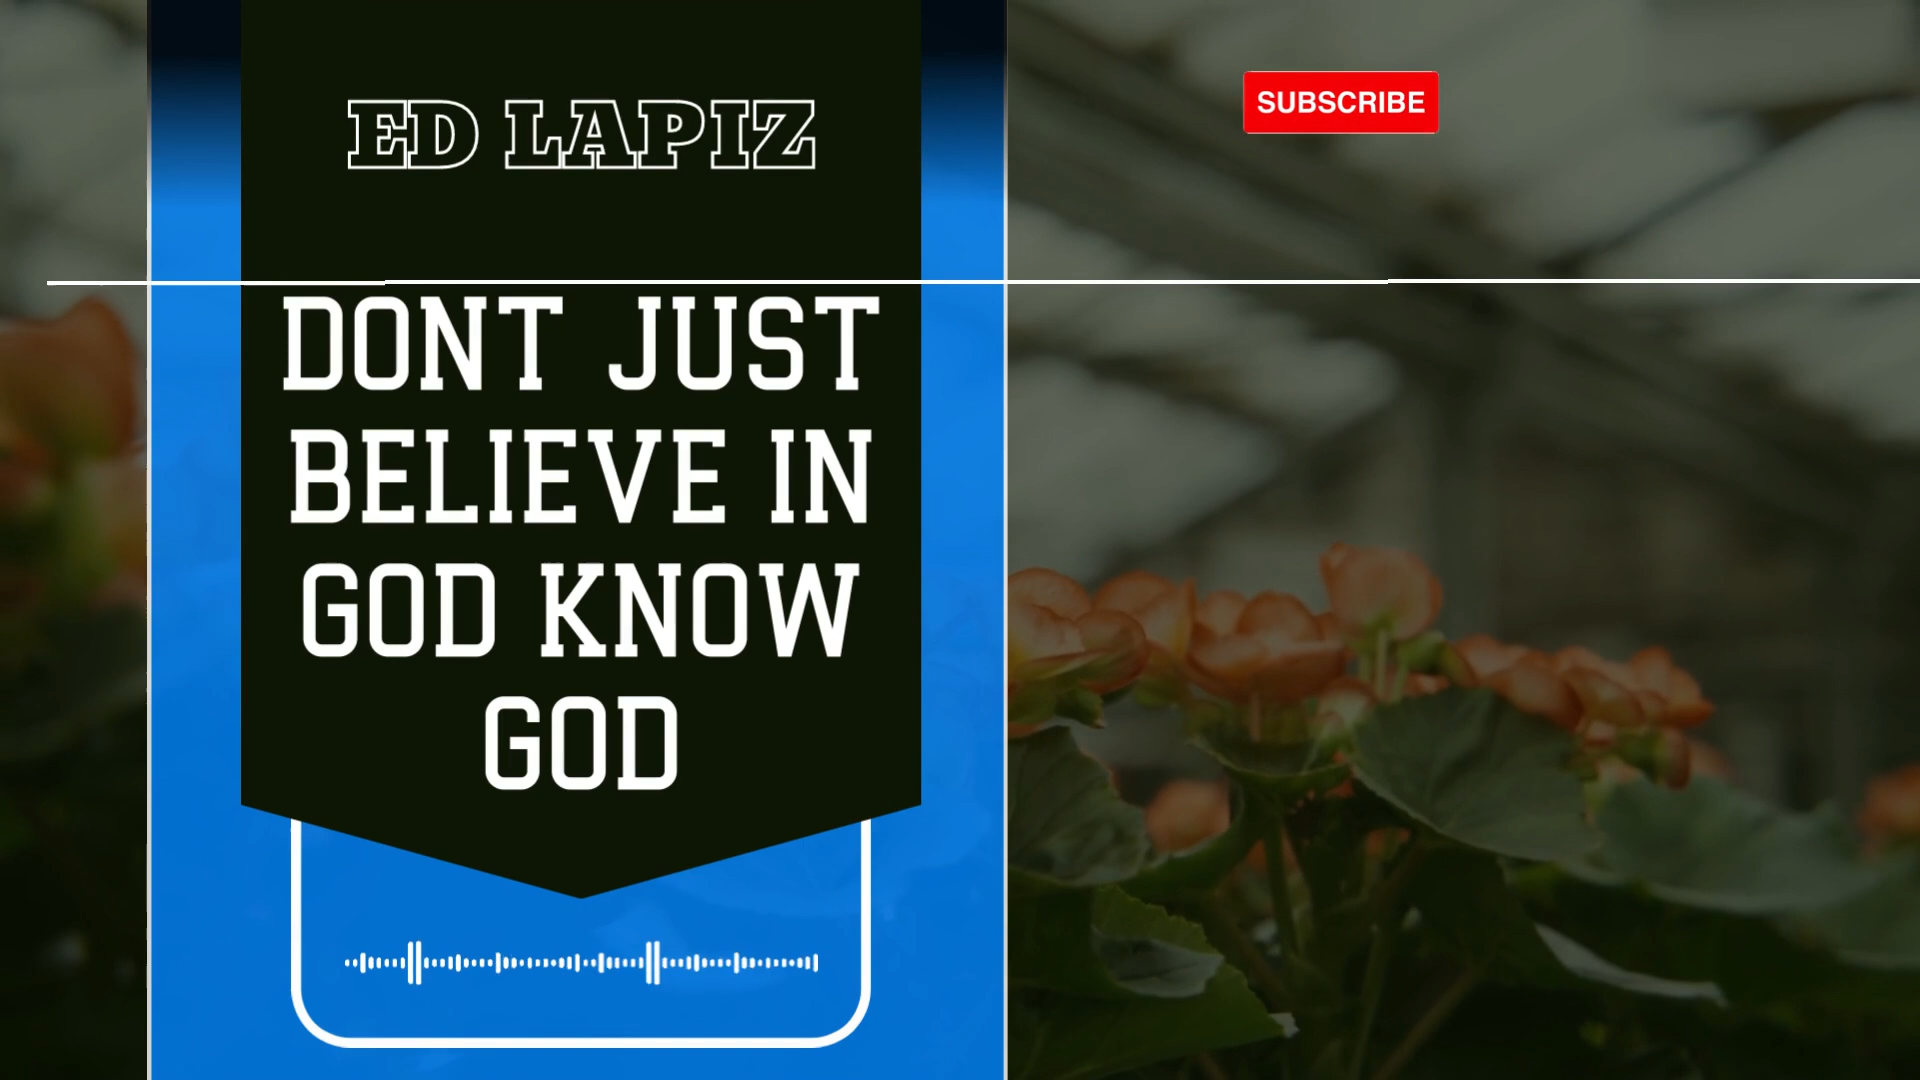 ED LAPIZ
SUBSCRIBE
DONT JUST
BELIEVE IN
GOD KNOW
GOD